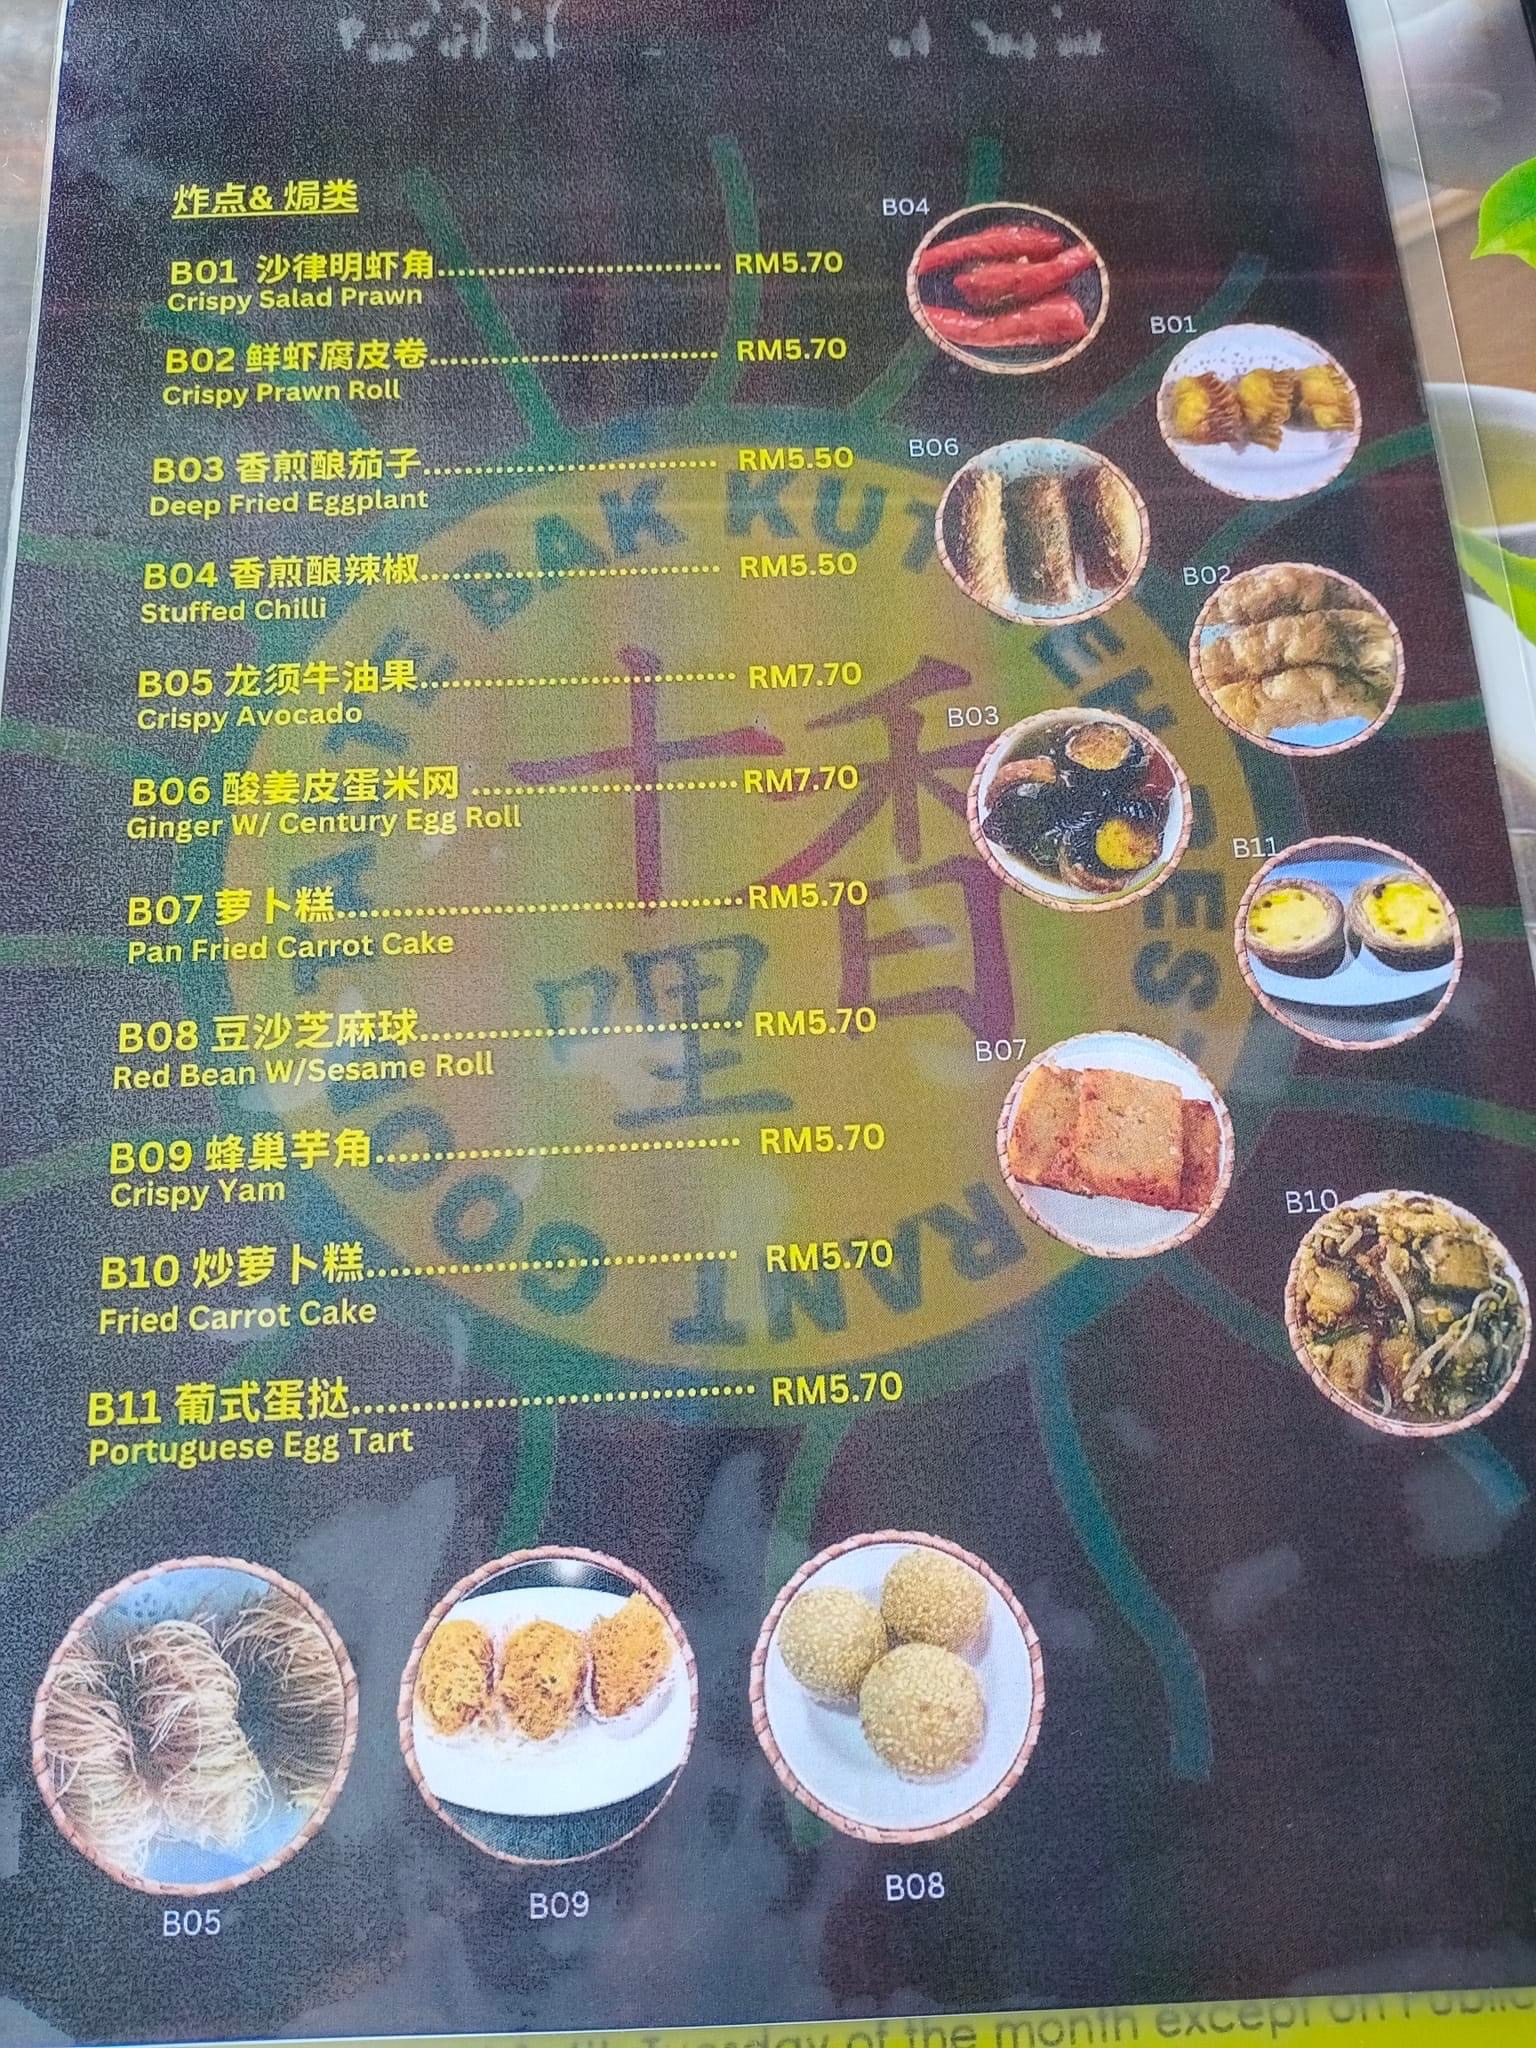 炸点& 焗类
B01 沙律明虾角........................ RM5.70
Crispy Salad Prawn
B02 鲜虾腐皮卷........................ RM5.70
Crispy Prawn Roll
B03 香煎酿茄子........................ RM5.50
Deep Fried Eggplant
B04 香煎酿辣椒........................ RM5.50
Stuffed Chilli
B05 龙须牛油果........................ RM7.70
Crispy Avocado
B06 酸姜皮蛋米网 ...................... RM7.70
Ginger W/ Century Egg Roll
B07 萝卜糕.................................. RM5.70
Pan Fried Carrot Cake
B08 豆沙芝麻球........................... RM5.70
Red Bean W/Sesame Roll
B09 蜂巢芋角.............................. RM5.70
Crispy Yam
B10 炒萝卜糕.............................. RM5.70
Fried Carrot Cake
B11 葡式蛋挞................................. RM5.70
Portuguese Egg Tart
B04
B01
B06
B02
B03
B11
B07
B10
B05
B09
B08
BAK KUT
十里香
RANT
Tuesday of the month except on Public